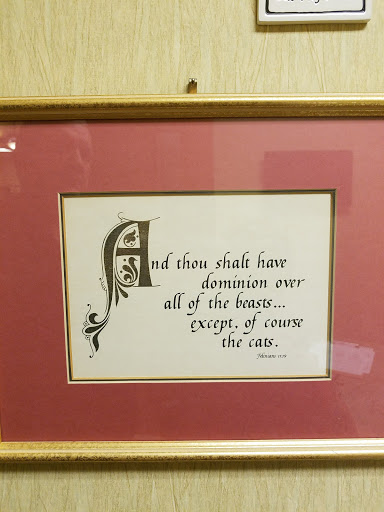 And thou shalt have
dominion over
all of the beasts...
except, of course
the cats.